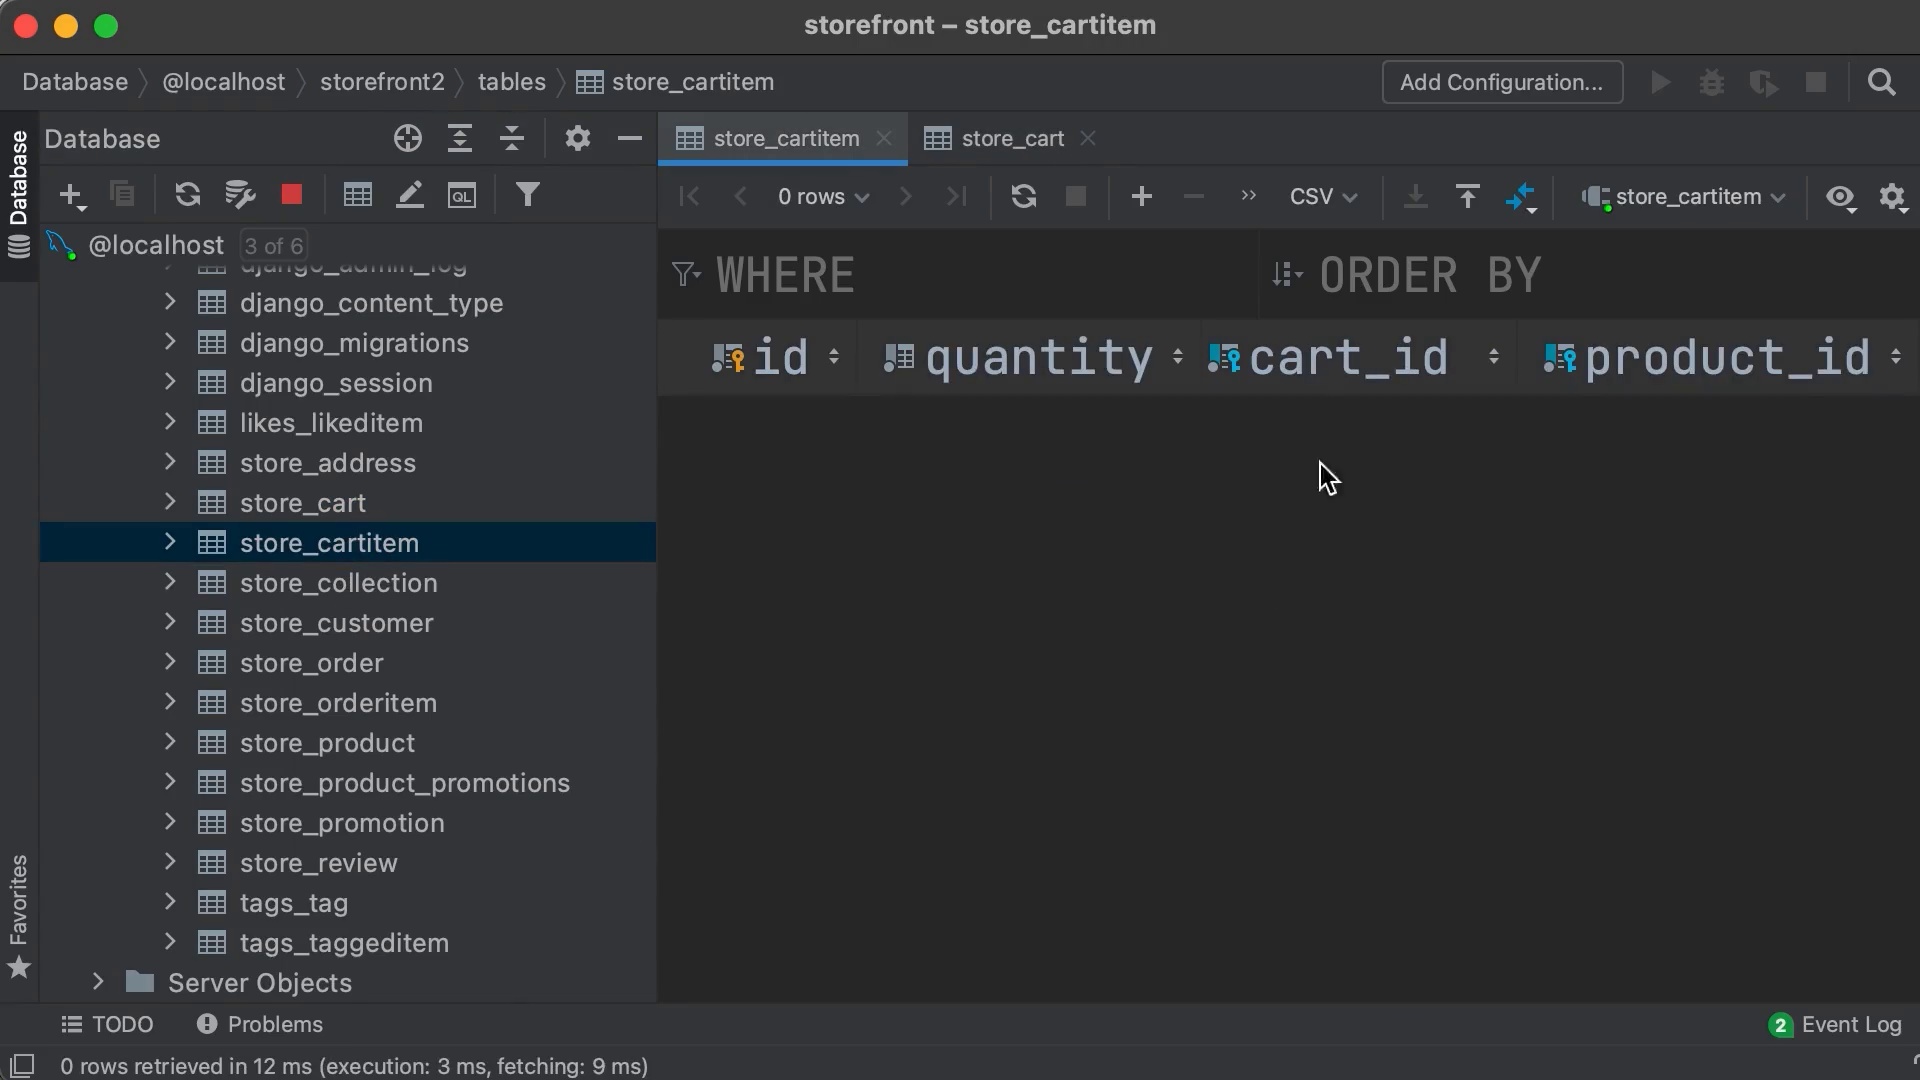 storefront – store_cartitem
Database
@localhost
storefront2
tables
store_cartitem
Add Configuration...
Database
Database
Favorites
store_cartitem
store_cart
QL
0 rows
CSV
store_cartitem
@localhost 3 of 6
django_admin_log
django_content_type
django_migrations
django_session
likes_likeditem
store_address
store_cart
store_cartitem
store_collection
store_customer
store_order
store_orderitem
store_product
store_product_promotions
store_promotion
store_review
tags_tag
tags_taggeditem
Server Objects
WHERE
ORDER BY
id
quantity
cart_id
product_id
TODO
Problems
2 Event Log
0 rows retrieved in 12 ms (execution: 3 ms, fetching: 9 ms)